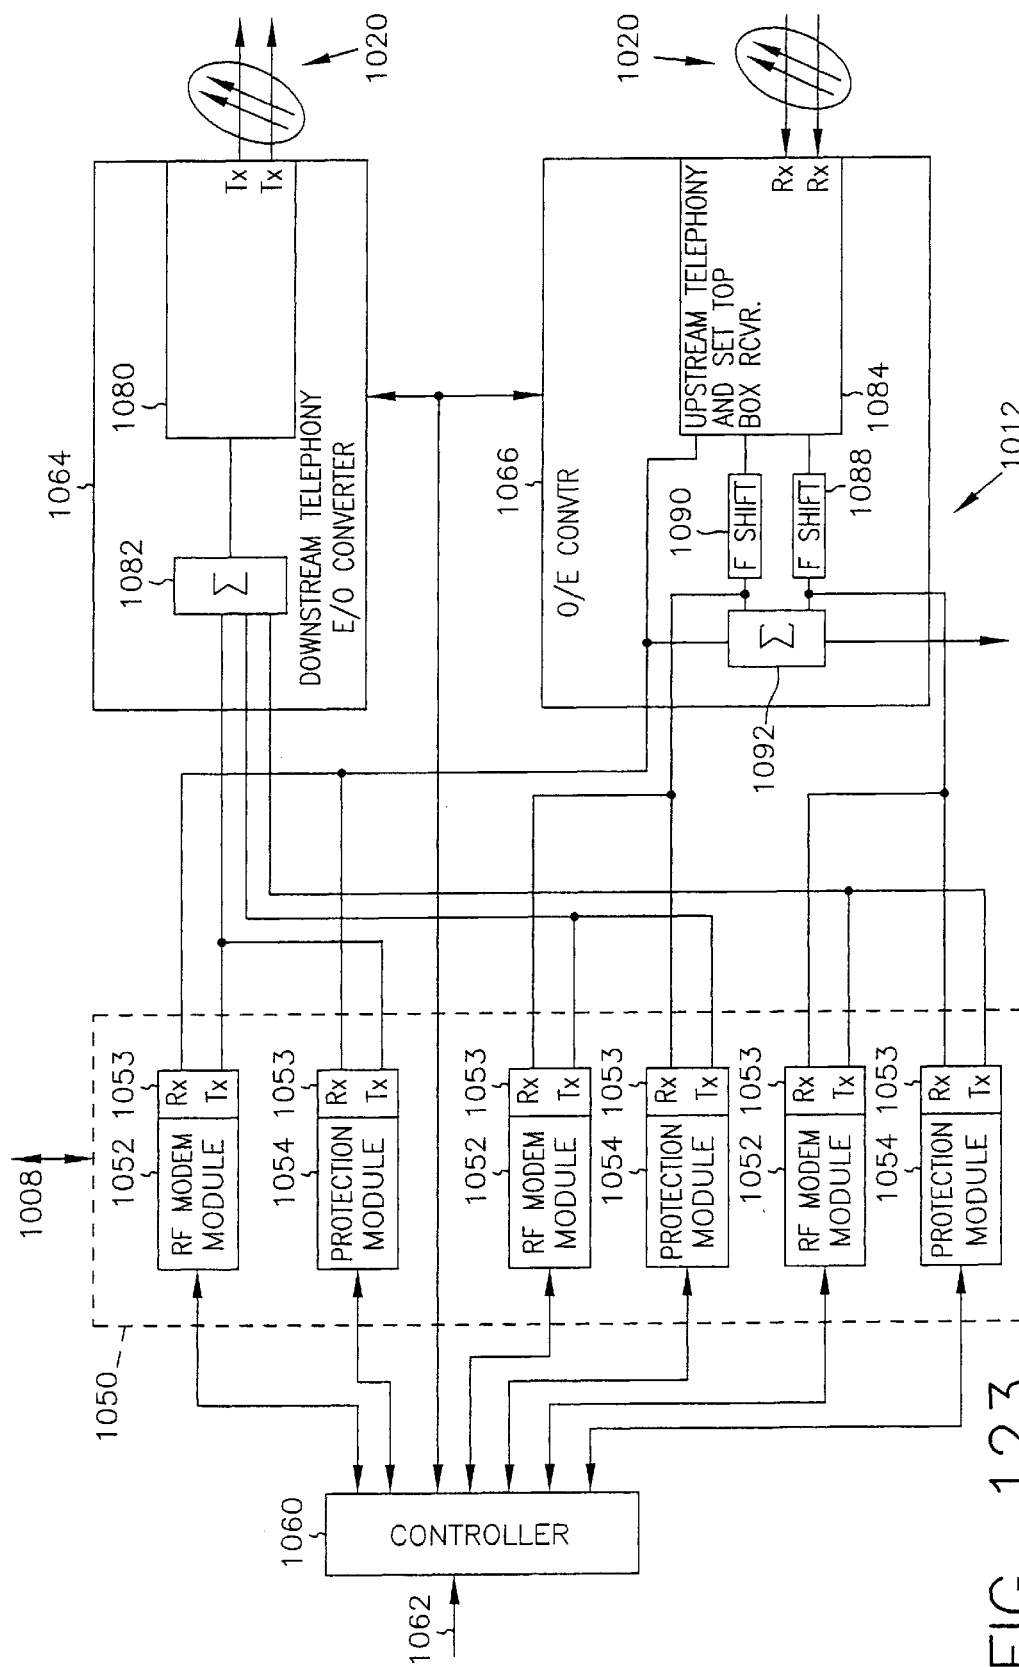 1008
1050
1052
RF MODEM
MODULE
1053
Rx
Tx
1054
PROTECTION
MODULE
1053
Rx
Tx
1052
RF MODEM
MODULE
1053
Rx
Tx
1054
PROTECTION
MODULE
1053
Rx
Tx
1052
RF MODEM
MODULE
1053
Rx
Tx
1054
PROTECTION
MODULE
1053
Rx
Tx
1060
CONTROLLER
1062
1064
1082
Σ
1080
Tx
Tx
DOWNSTREAM TELEPHONY
E/O CONVERTER
1020
1066
O/E CONVTR
1090
F SHIFT
F SHIFT
1088
Σ
1092
UPSTREAM TELEPHONY
AND SET TOP
BOX RCVR.
Rx
Rx
1084
1020
1012
FIG. 123